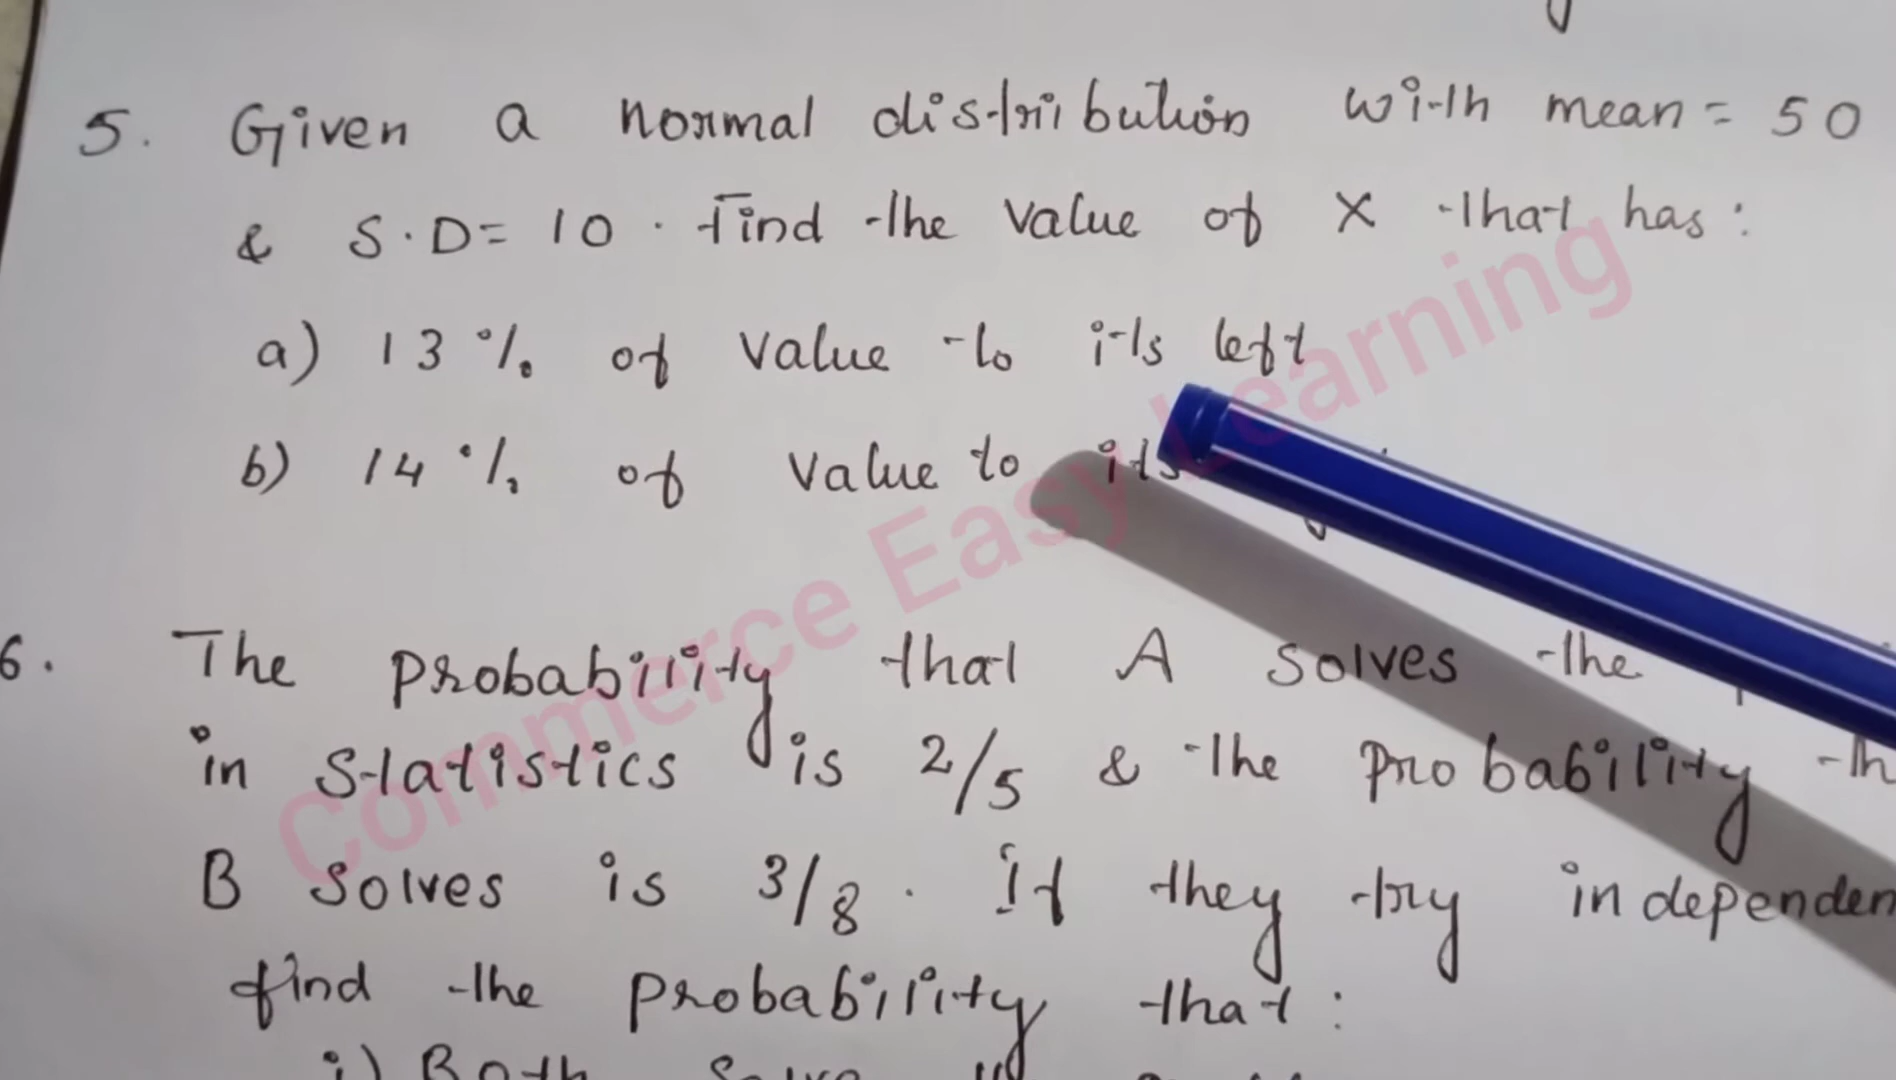 5. Given a normal distribution with mean = 50
& S.D= 10. Find the value of X that has:
a) 13 % of value to its left
b) 14 % of value to its
6. The probability that A solves the
in Statistics is 2/5 & the probability
B solves is 3/8. If they try
find the probability that:
i) Both
Commerce Easy Learning